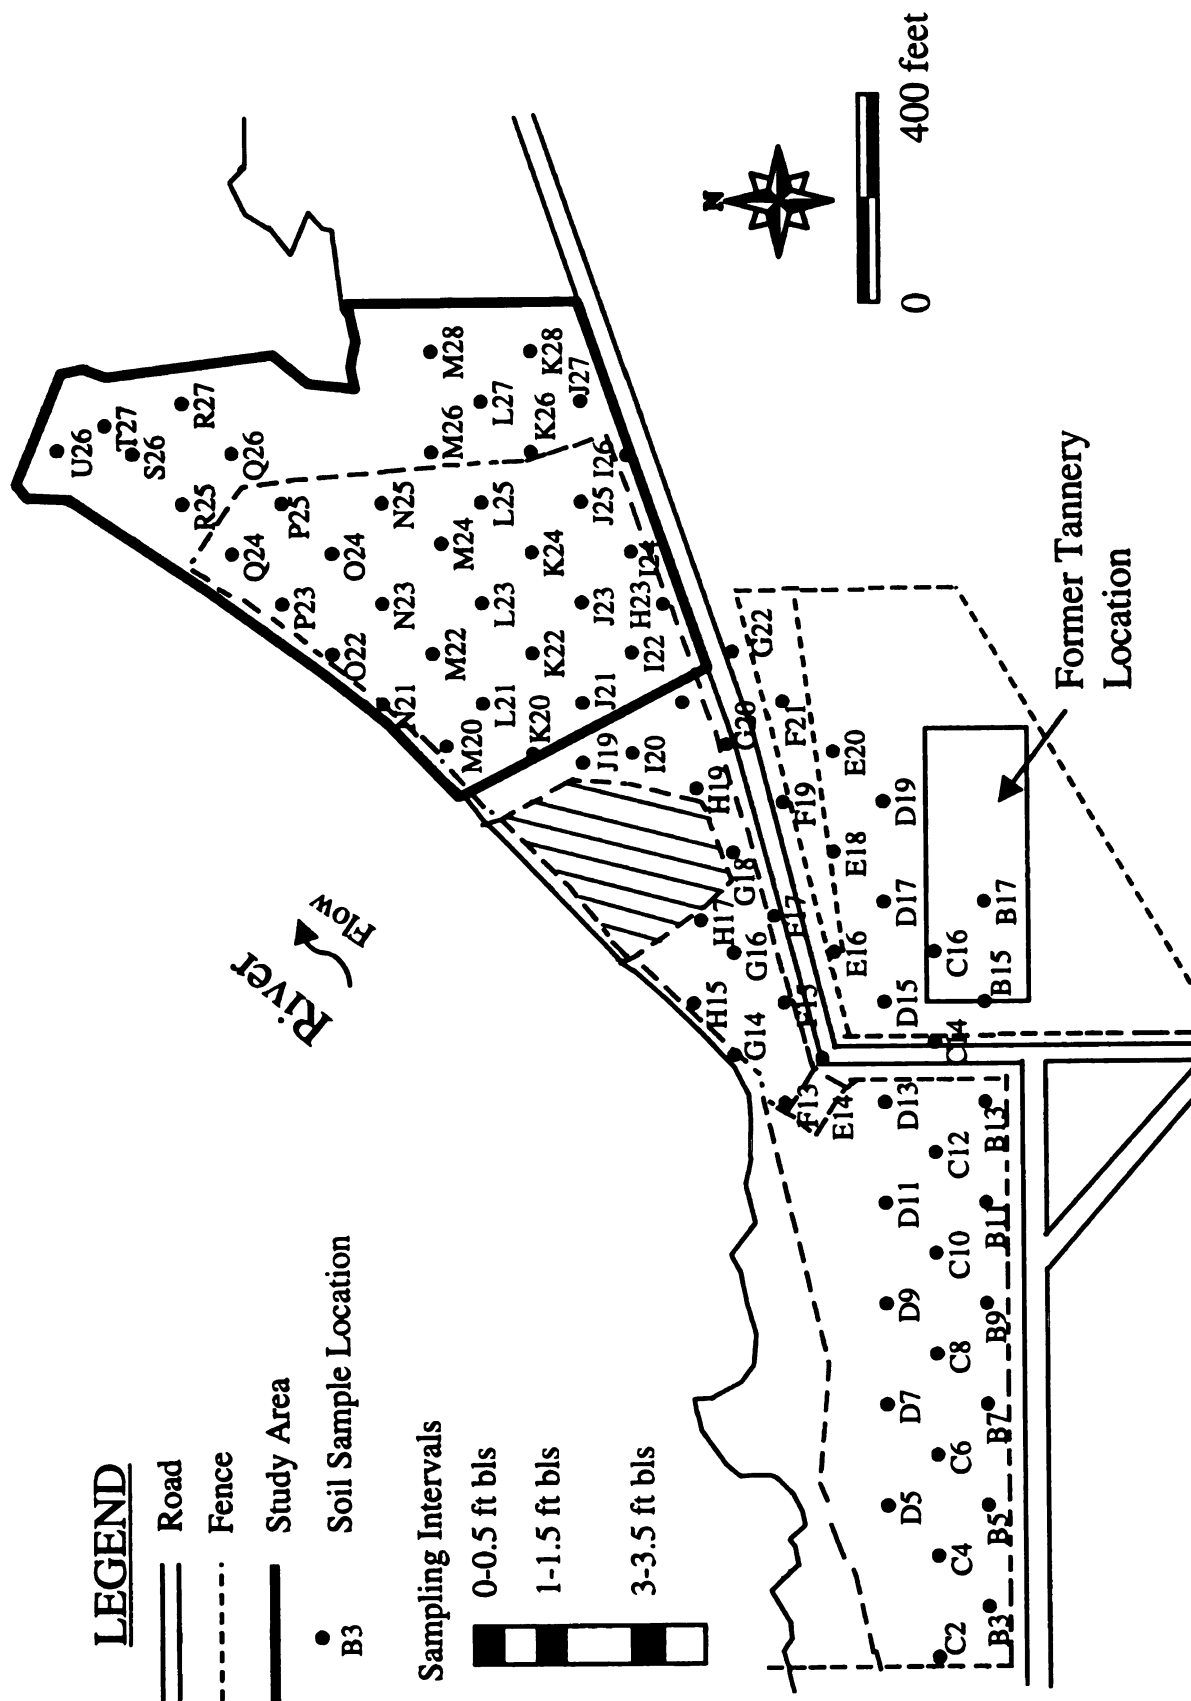 LEGEND
Road
Fence
Study Area
Soil Sample Location
B3
Sampling Intervals
0-0.5 ft bls
1-1.5 ft bls
3-3.5 ft bls
River
Flow
N
0
400 feet
Former Tannery
Location
U26
T27
S26
R25
R27
Q24
Q26
P23
P25
O22
O24
N21
N23
N25
M20
M22
M24
M26
M28
L21
L23
L25
L27
K20
K22
K24
K26
K28
J19
J21
J23
J25
J27
I20
I22
I24
I26
H15
H17
H19
H23
G14
G16
G18
G20
G22
F13
F15
F17
F19
F21
E14
E16
E18
E20
D5
D7
D9
D11
D13
D15
D17
D19
C2
C4
C6
C8
C10
C12
C14
C16
B3
B5
B7
B9
B11
B13
B15
B17